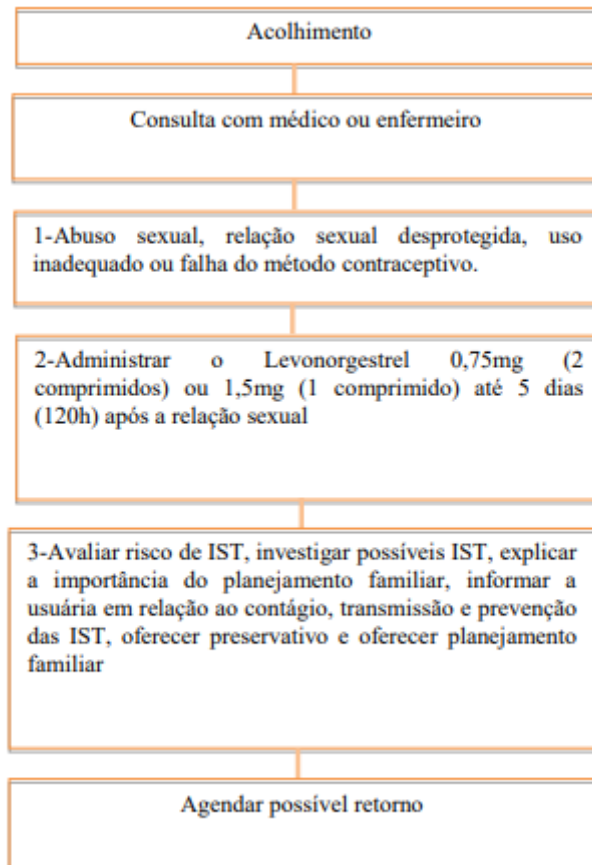 Acolhimento
Consulta com médico ou enfermeiro
1-Abuso sexual, relação sexual desprotegida, uso
inadequado ou falha do método contraceptivo.
2-Administrar o Levonorgestrel 0,75mg (2
comprimidos) ou 1,5mg (1 comprimido) até 5 dias
(120h) após a relação sexual
3-Avaliar risco de IST, investigar possíveis IST, explicar
a importância do planejamento familiar, informar a
usuária em relação ao contágio, transmissão e prevenção
das IST, oferecer preservativo e oferecer planejamento
familiar
Agendar possível retorno